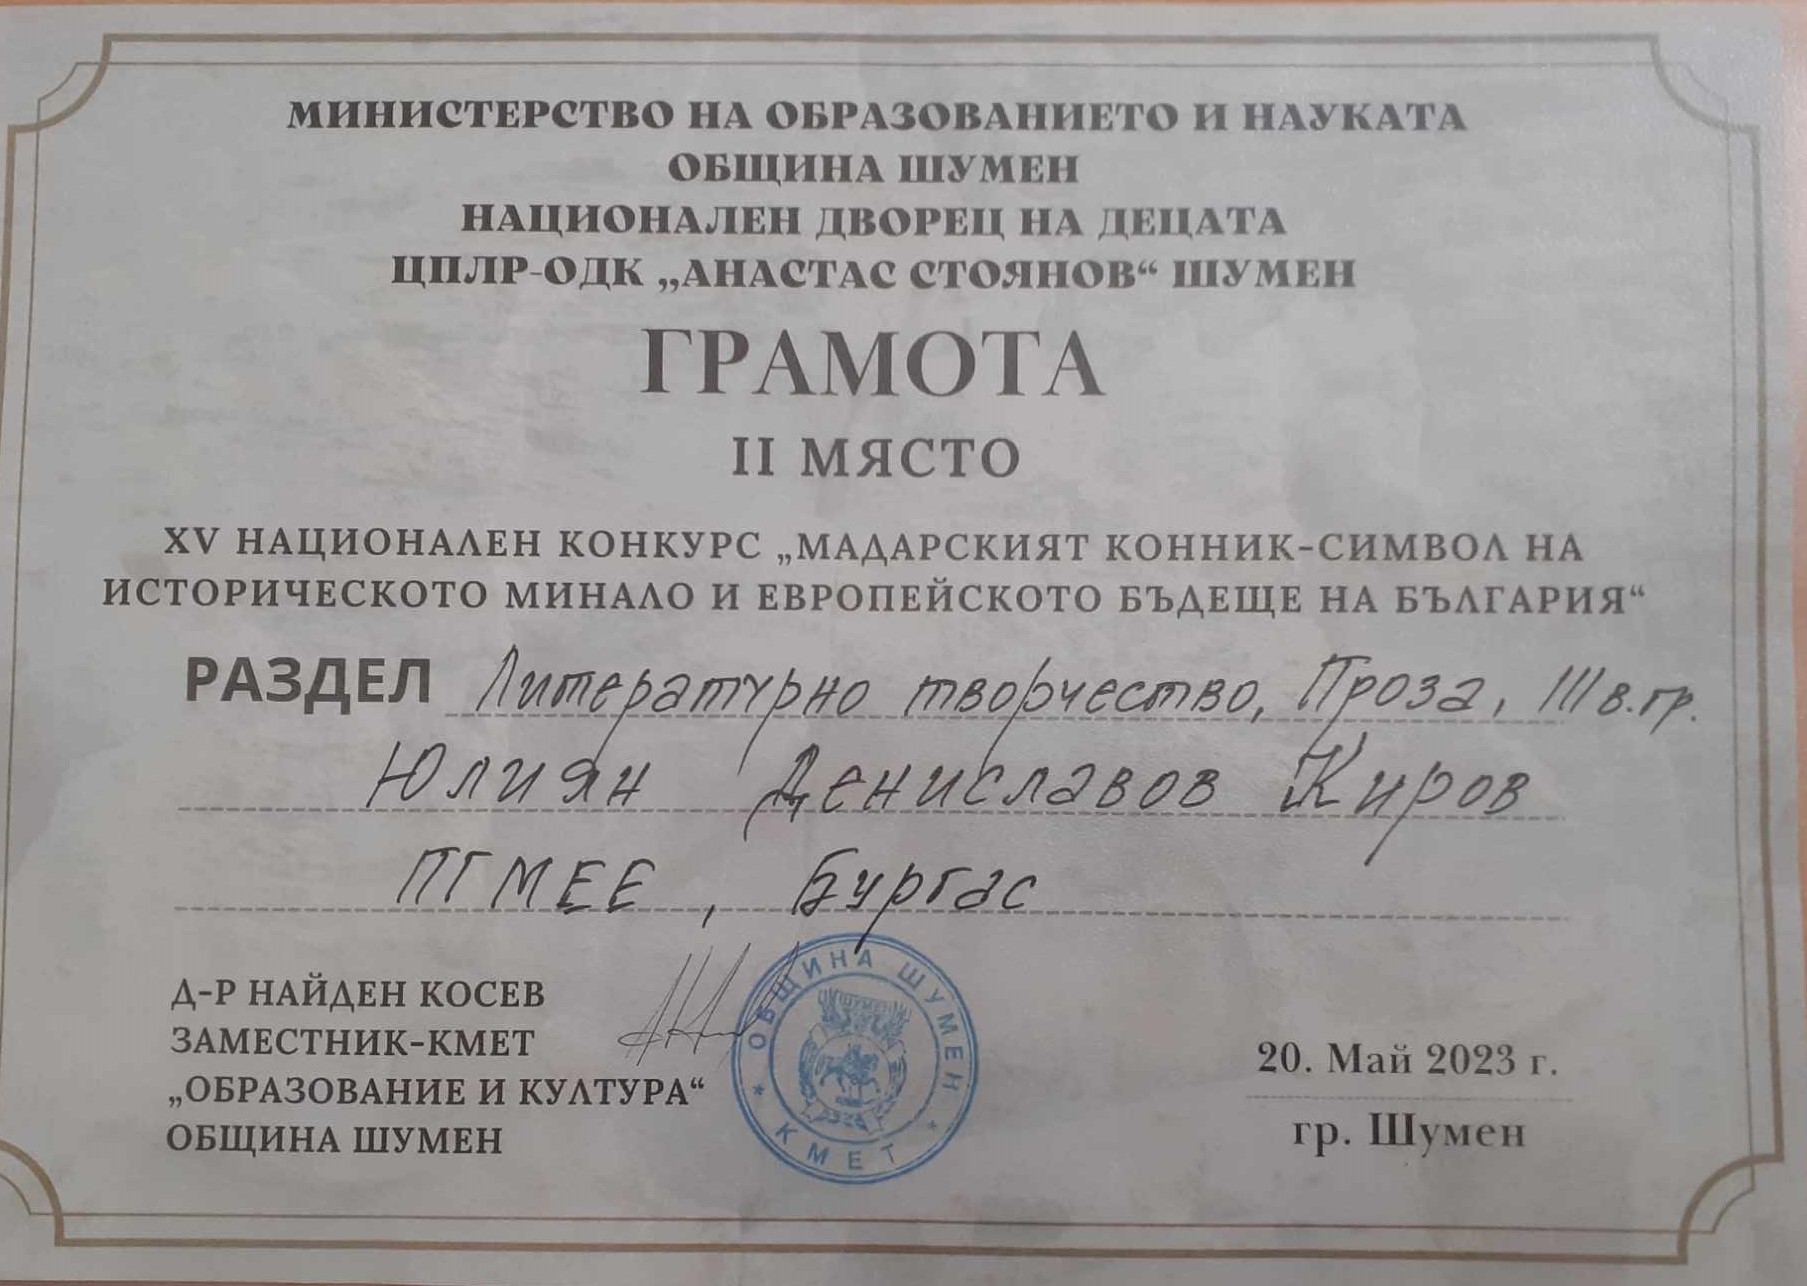 МИНИСТЕРСТВО НА ОБРАЗОВАНИЕТО И НАУКАТА
ОБЩИНА ШУМЕН
НАЦИОНАЛЕН ДВОРЕЦ НА ДЕЦАТА
ЦПЛР-ОДК „АНАСТАС СТОЯНОВ“ ШУМЕН
ГРАМОТА
II МЯСТО
XV НАЦИОНАЛЕН КОНКУРС „МАДАРСКИЯТ КОННИК-СИМВОЛ НА
ИСТОРИЧЕСКОТО МИНАЛО И ЕВРОПЕЙСКОТО БЪДЕЩЕ НА БЪЛГАРИЯ“
РАЗДЕЛ Литературно творчество, Проза, III в.гр.
Юлиян Дениславов Киров
ПГМЕЕ, Бургас
Д-Р НАЙДЕН КОСЕВ
ЗАМЕСТНИК-КМЕТ
„ОБРАЗОВАНИЕ И КУЛТУРА“
ОБЩИНА ШУМЕН
ОБЩИНА ШУМЕН
* КМЕТ *
20. Май 2023 г.
гр. Шумен